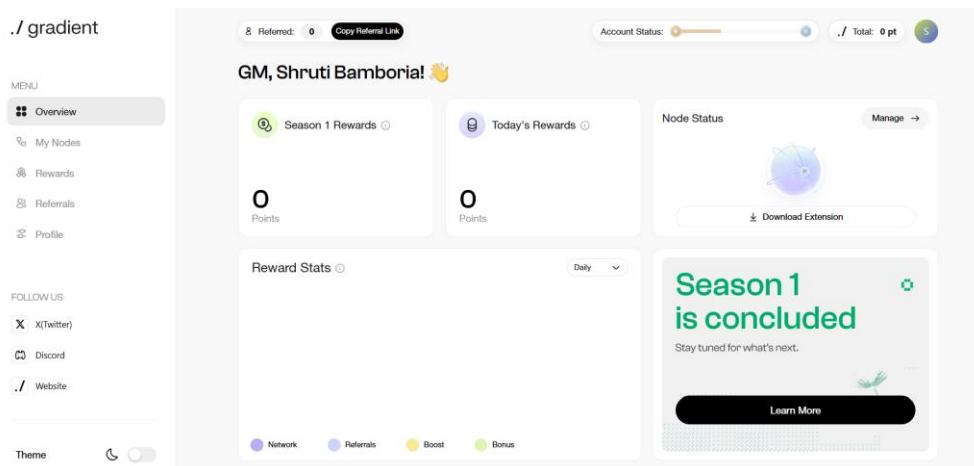 ./ gradient
MENU
Overview
My Nodes
Rewards
Referrals
Profile
FOLLOW US
X(Twitter)
Discord
Website
Theme
Referred: 0 Copy Referral Link
Account Status:
./ Total: 0 pt
S
GM, Shruti Bamboria! 👋
Season 1 Rewards
0
Points
Today's Rewards
0
Points
Node Status
Manage →
Download Extension
Reward Stats
Daily
Network Referrals Boost Bonus
Season 1
is concluded
Stay tuned for what's next.
Learn More